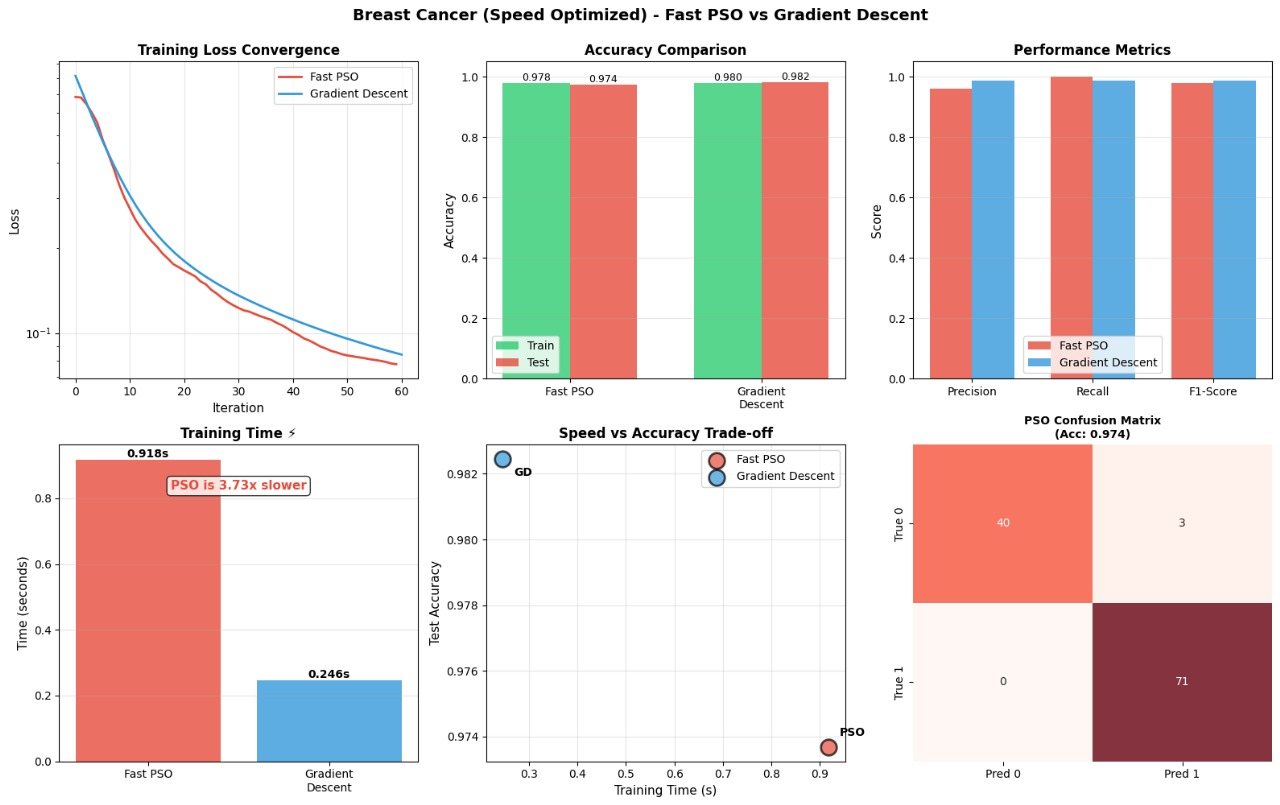 Breast Cancer (Speed Optimized) - Fast PSO vs Gradient Descent
Training Loss Convergence
Fast PSO
Gradient Descent
Loss
10⁻¹
0 10 20 30 40 50 60
Iteration
Accuracy Comparison
0.978 0.974 0.980 0.982
Accuracy
1.0
0.8
0.6
0.4
0.2
0.0
Train
Test
Fast PSO
Gradient
Descent
Performance Metrics
Score
1.0
0.8
0.6
0.4
0.2
0.0
Fast PSO
Gradient Descent
Precision Recall F1-Score
Training Time ⚡
0.918s
PSO is 3.73x slower
0.246s
Time (seconds)
0.8
0.6
0.4
0.2
0.0
Fast PSO
Gradient
Descent
Speed vs Accuracy Trade-off
Fast PSO
Gradient Descent
GD
PSO
Test Accuracy
0.982
0.980
0.978
0.976
0.974
0.3 0.4 0.5 0.6 0.7 0.8 0.9
Training Time (s)
PSO Confusion Matrix
(Acc: 0.974)
True 0
40 3
True 1
0 71
Pred 0 Pred 1